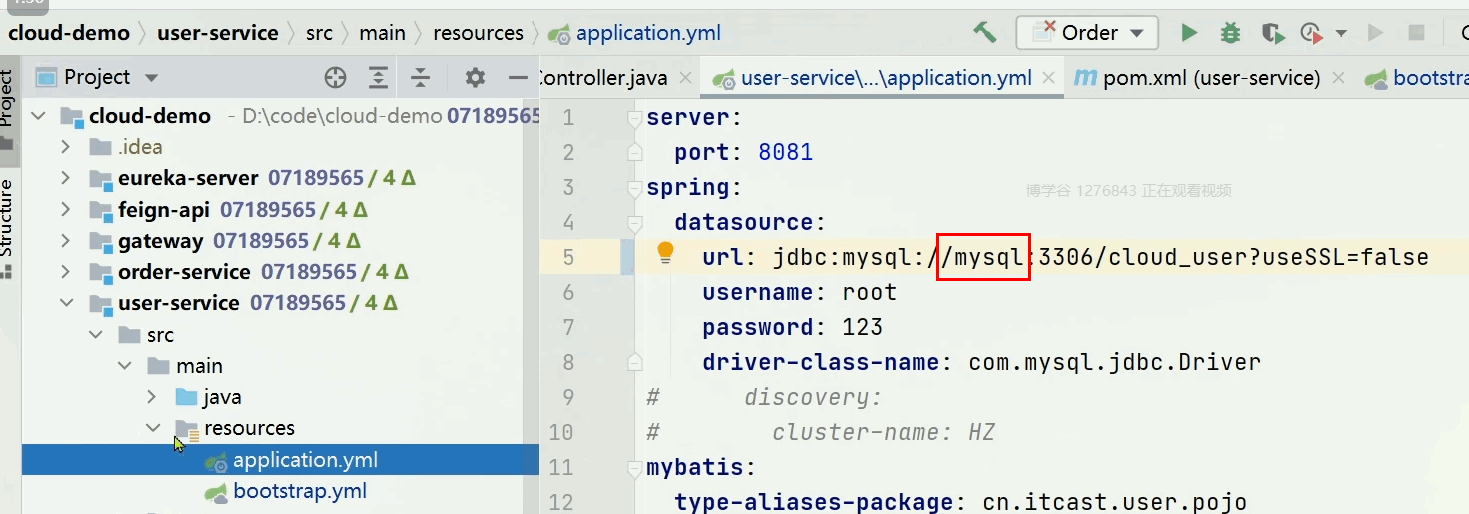 cloud-demo user-service src main resources application.yml Order
Project
Controller.java user-service\...\application.yml pom.xml (user-service) bootstra
Project
Structure
cloud-demo - D:\code\cloud-demo 07189565
.idea
eureka-server 07189565 / 4 Δ
feign-api 07189565 / 4 Δ
gateway 07189565 / 4 Δ
order-service 07189565 / 4 Δ
user-service 07189565 / 4 Δ
src
main
java
resources
application.yml
bootstrap.yml
1 server:
2 port: 8081
3 spring:
博学谷 1276843 正在观看视频
4 datasource:
5 url: jdbc:mysql://mysql:3306/cloud_user?useSSL=false
6 username: root
7 password: 123
8 driver-class-name: com.mysql.jdbc.Driver
9 # discovery:
10 # cluster-name: HZ
11 mybatis:
12 type-aliases-package: cn.itcast.user.pojo